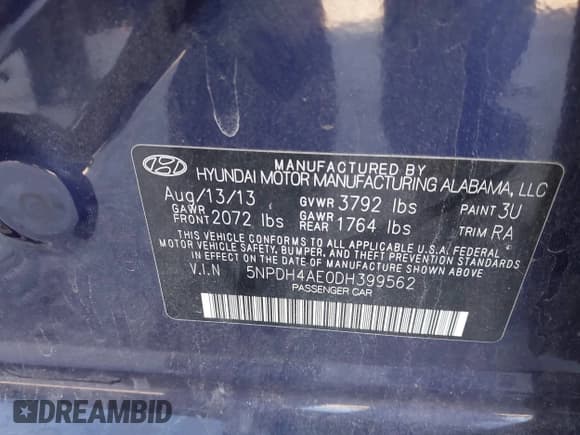 MANUFACTURED BY
HYUNDAI MOTOR MANUFACTURING ALABAMA, LLC
Aug/13/13 GVWR 3792 lbs PAINT 3U
GAWR FRONT 2072 lbs GAWR REAR 1764 lbs TRIM RA
THIS VEHICLE CONFORMS TO ALL APPLICABLE U.S.A. FEDERAL
MOTOR VEHICLE SAFETY, BUMPER, AND THEFT PREVENTION
STANDARDS IN EFFECT ON THE DATE OF MANUFACTURE SHOWN ABOVE.
V.I.N 5NPDH4AE0DH399562
PASSENGER CAR
DREAMBID